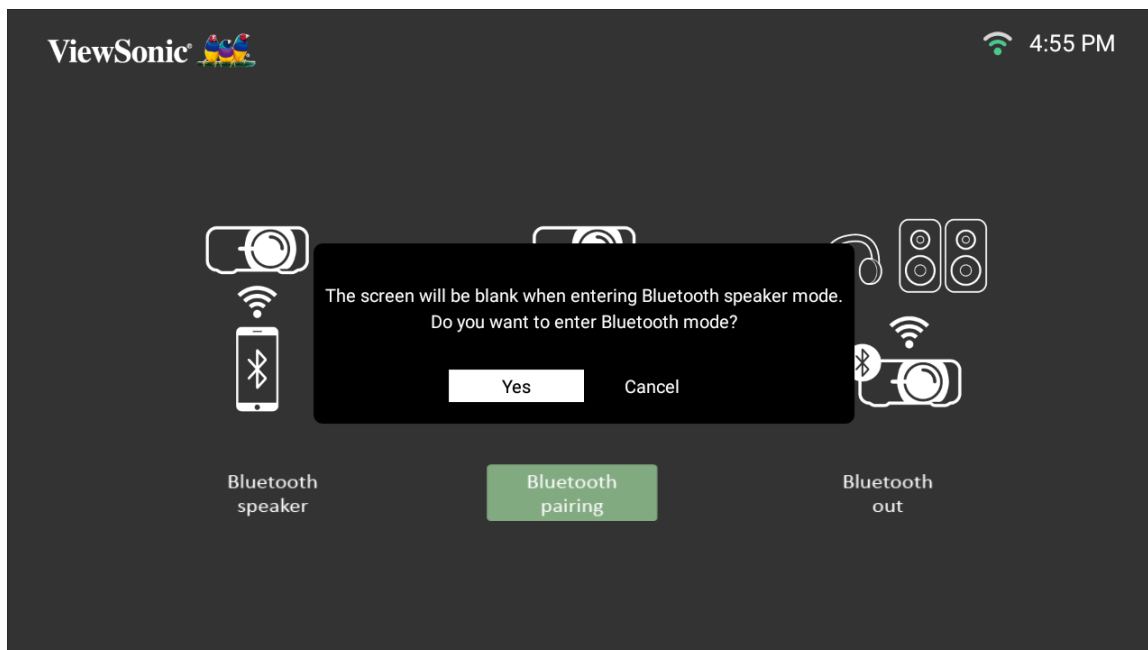 ViewSonic®
4:55 PM
The screen will be blank when entering Bluetooth speaker mode.
Do you want to enter Bluetooth mode?
Yes
Cancel
Bluetooth
speaker
Bluetooth
pairing
Bluetooth
out